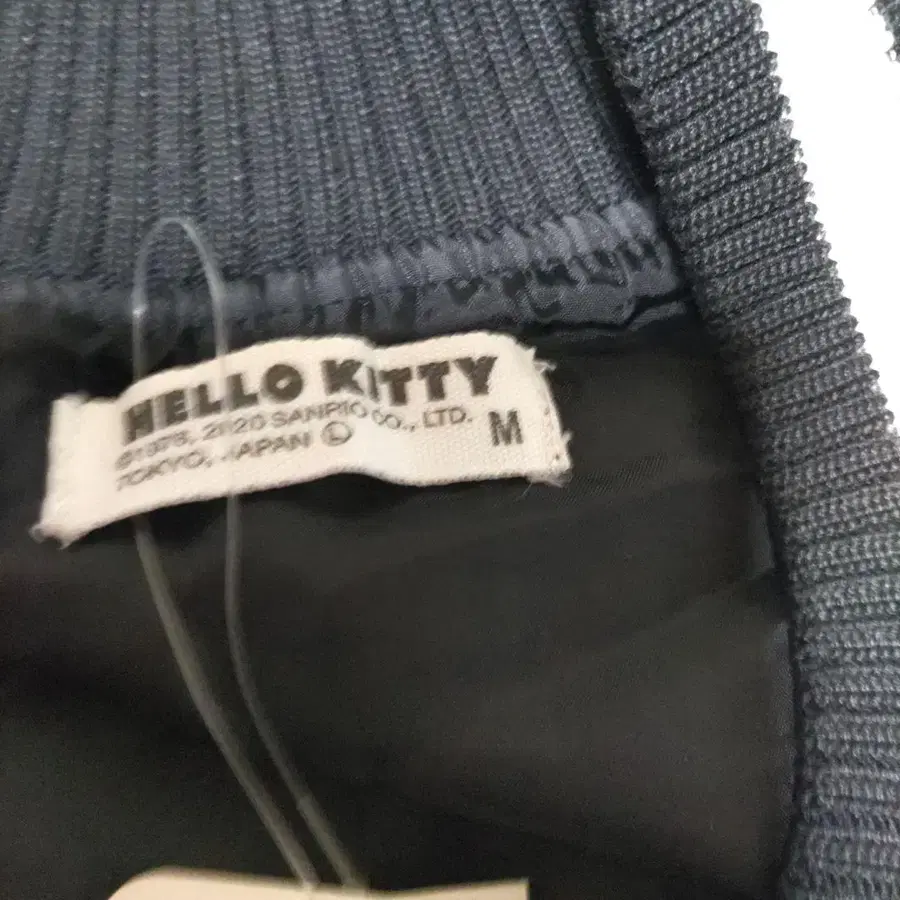 HELLO KITTY
©1976, 2020 SANRIO CO., LTD.
TOKYO, JAPAN Ⓛ
M